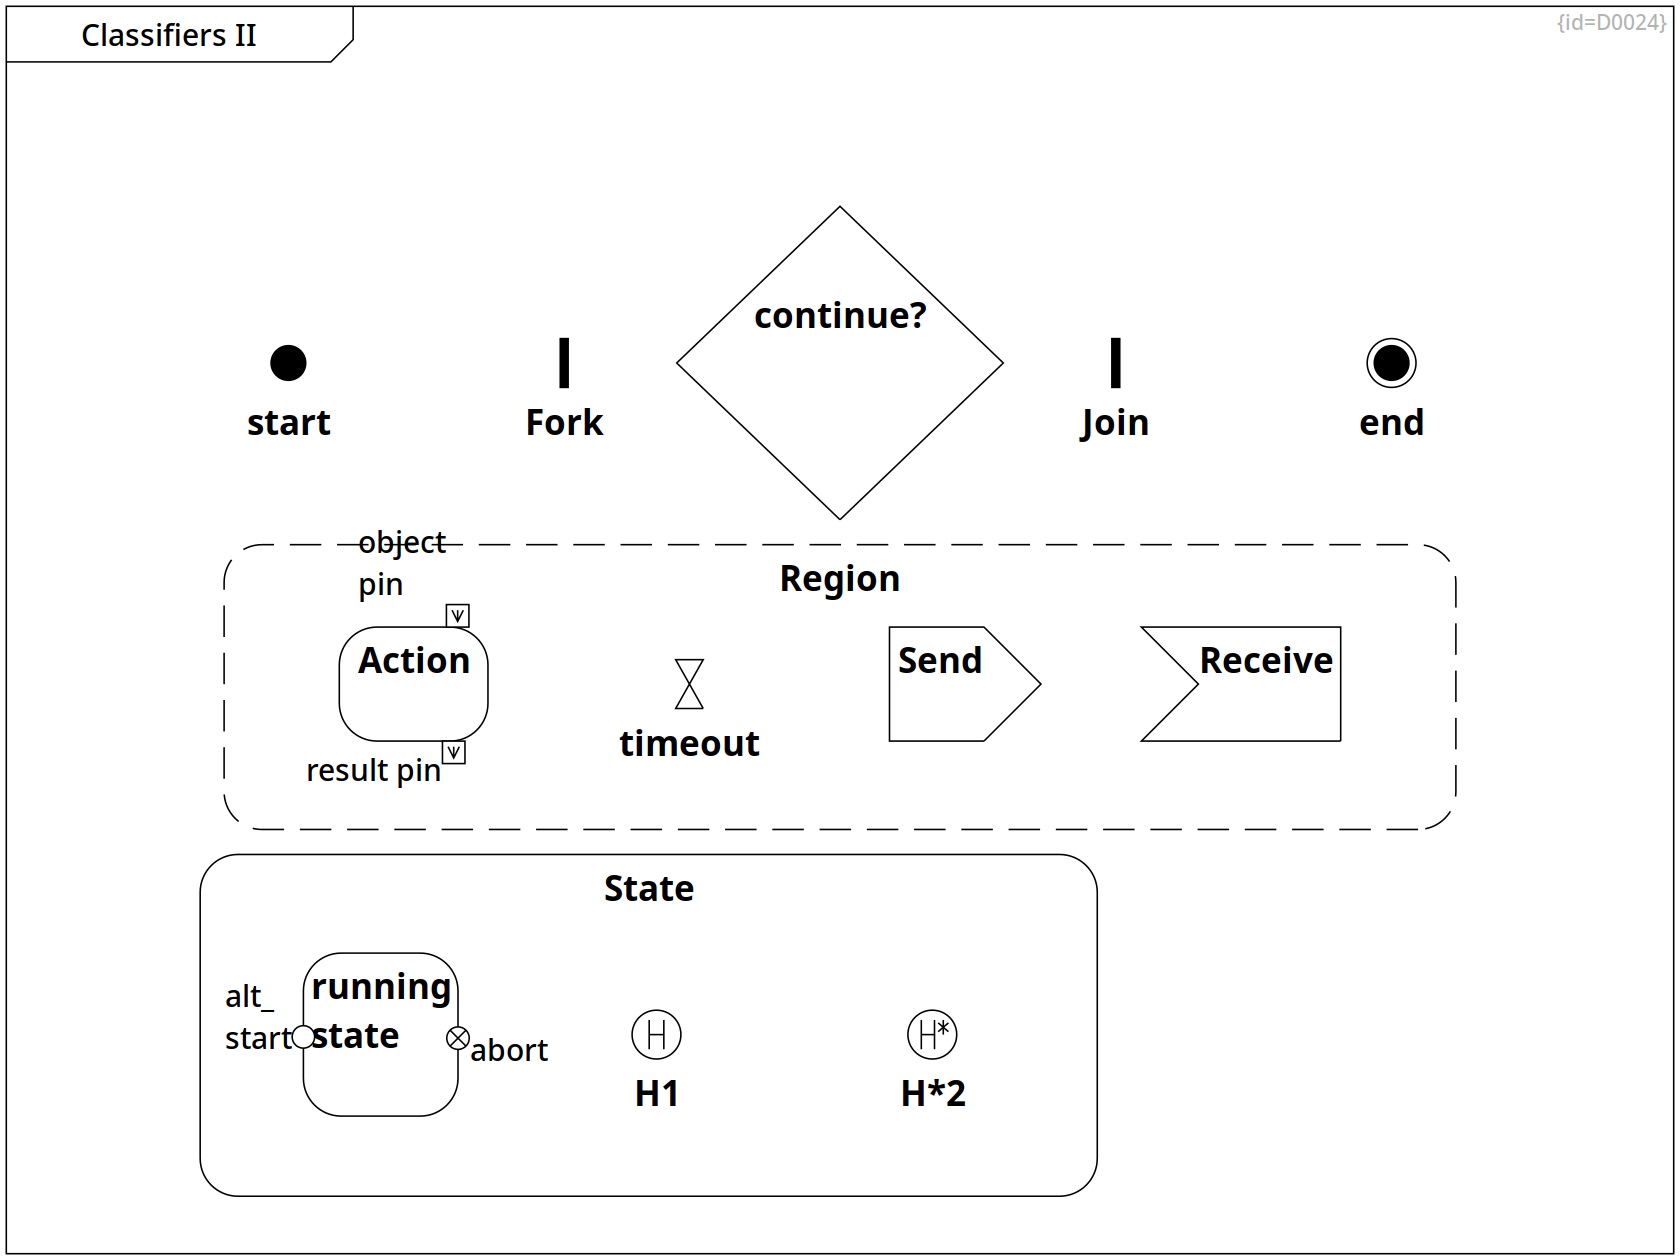 Classifiers II
{id=D0024}
continue?
start
Fork
Join
end
object
pin
Region
Action
Send
Receive
timeout
result pin
State
running
state
alt_
start
abort
H
H*
H1
H*2